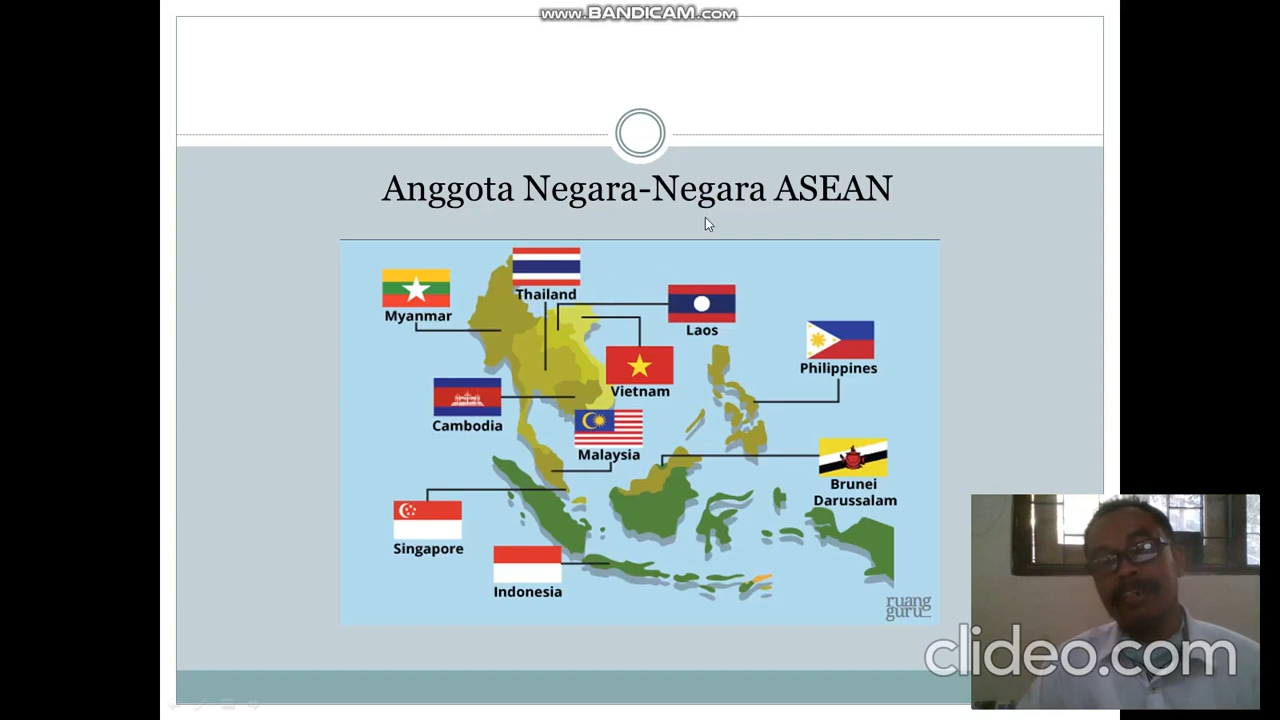 www.BANDICAM.com
Anggota Negara-Negara ASEAN
Thailand
Myanmar
Laos
Philippines
Vietnam
Cambodia
Malaysia
Brunei
Darussalam
Singapore
Indonesia
ruang
guru
clideo.com